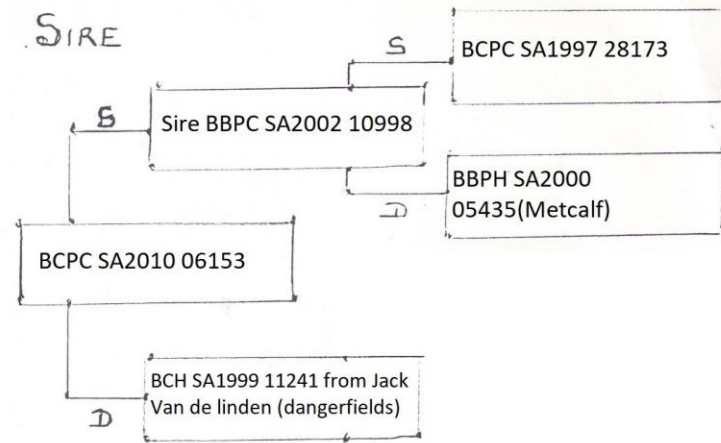 SIRE
S
BCPC SA1997 28173
S
Sire BBPC SA2002 10998
D
BBPH SA2000
05435(Metcalf)
BCPC SA2010 06153
D
BCH SA1999 11241 from Jack
Van de linden (dangerfields)